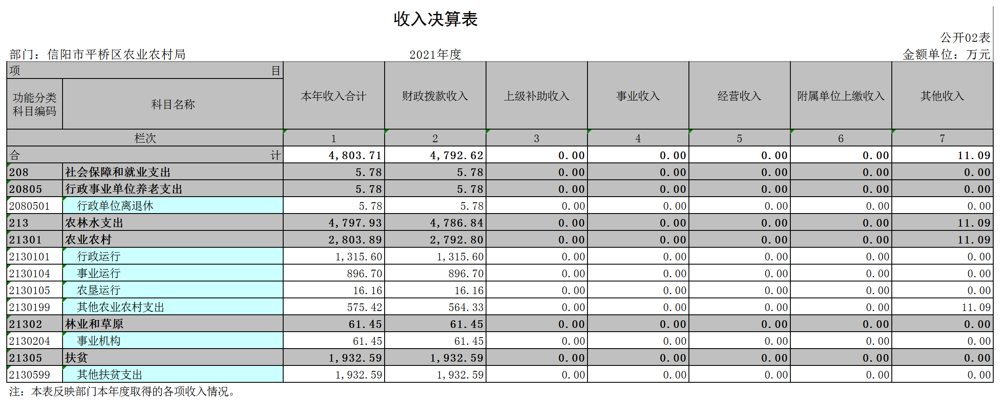 收入决算表
公开02表
部门：信阳市平桥区农业农村局 2021年度 金额单位：万元
项 目 本年收入合计 财政拨款收入 上级补助收入 事业收入 经营收入 附属单位上缴收入 其他收入
功能分类科目编码 科目名称
栏次 1 2 3 4 5 6 7
合 计 4,803.71 4,792.62 0.00 0.00 0.00 0.00 11.09
208 社会保障和就业支出 5.78 5.78 0.00 0.00 0.00 0.00 0.00
20805 行政事业单位养老支出 5.78 5.78 0.00 0.00 0.00 0.00 0.00
2080501 行政单位离退休 5.78 5.78 0.00 0.00 0.00 0.00 0.00
213 农林水支出 4,797.93 4,786.84 0.00 0.00 0.00 0.00 11.09
21301 农业农村 2,803.89 2,792.80 0.00 0.00 0.00 0.00 11.09
2130101 行政运行 1,315.60 1,315.60 0.00 0.00 0.00 0.00 0.00
2130104 事业运行 896.70 896.70 0.00 0.00 0.00 0.00 0.00
2130105 农垦运行 16.16 16.16 0.00 0.00 0.00 0.00 0.00
2130199 其他农业农村支出 575.42 564.33 0.00 0.00 0.00 0.00 11.09
21302 林业和草原 61.45 61.45 0.00 0.00 0.00 0.00 0.00
2130204 事业机构 61.45 61.45 0.00 0.00 0.00 0.00 0.00
21305 扶贫 1,932.59 1,932.59 0.00 0.00 0.00 0.00 0.00
2130599 其他扶贫支出 1,932.59 1,932.59 0.00 0.00 0.00 0.00 0.00
注：本表反映部门本年度取得的各项收入情况。